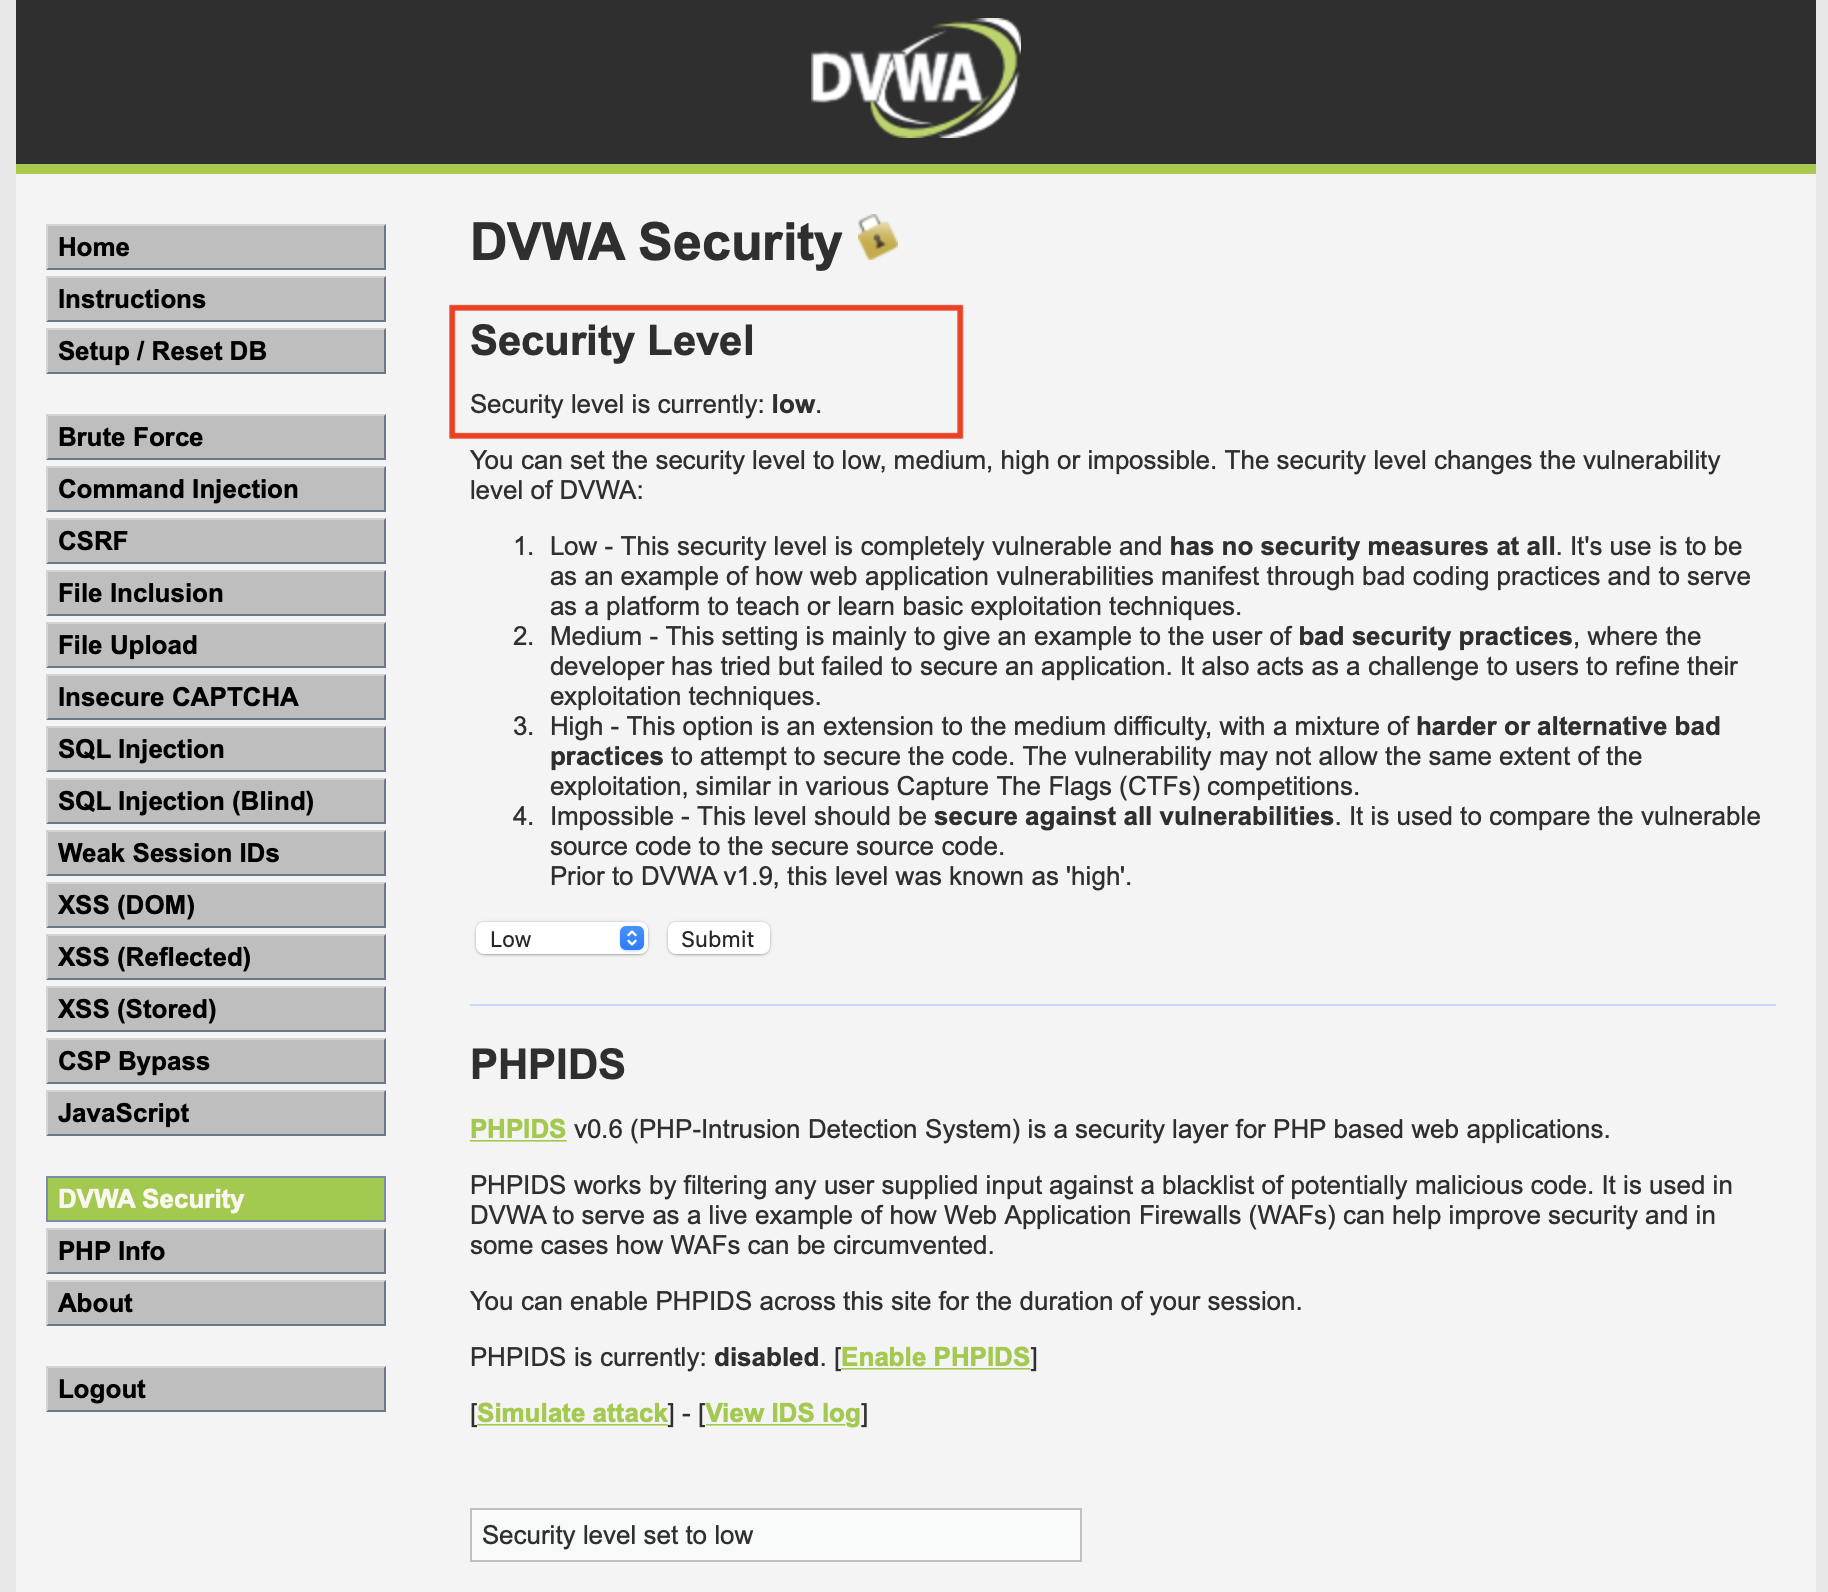 DVWA
Home
Instructions
Setup / Reset DB
Brute Force
Command Injection
CSRF
File Inclusion
File Upload
Insecure CAPTCHA
SQL Injection
SQL Injection (Blind)
Weak Session IDs
XSS (DOM)
XSS (Reflected)
XSS (Stored)
CSP Bypass
JavaScript
DVWA Security
PHP Info
About
Logout
DVWA Security
Security Level
Security level is currently: low.
You can set the security level to low, medium, high or impossible. The security level changes the vulnerability
level of DVWA:
1. Low - This security level is completely vulnerable and has no security measures at all. It's use is to be
as an example of how web application vulnerabilities manifest through bad coding practices and to serve
as a platform to teach or learn basic exploitation techniques.
2. Medium - This setting is mainly to give an example to the user of bad security practices, where the
developer has tried but failed to secure an application. It also acts as a challenge to users to refine their
exploitation techniques.
3. High - This option is an extension to the medium difficulty, with a mixture of harder or alternative bad
practices to attempt to secure the code. The vulnerability may not allow the same extent of the
exploitation, similar in various Capture The Flags (CTFs) competitions.
4. Impossible - This level should be secure against all vulnerabilities. It is used to compare the vulnerable
source code to the secure source code.
Prior to DVWA v1.9, this level was known as 'high'.
Low Submit
PHPIDS
PHPIDS v0.6 (PHP-Intrusion Detection System) is a security layer for PHP based web applications.
PHPIDS works by filtering any user supplied input against a blacklist of potentially malicious code. It is used in
DVWA to serve as a live example of how Web Application Firewalls (WAFs) can help improve security and in
some cases how WAFs can be circumvented.
You can enable PHPIDS across this site for the duration of your session.
PHPIDS is currently: disabled. [Enable PHPIDS]
[Simulate attack] - [View IDS log]
Security level set to low